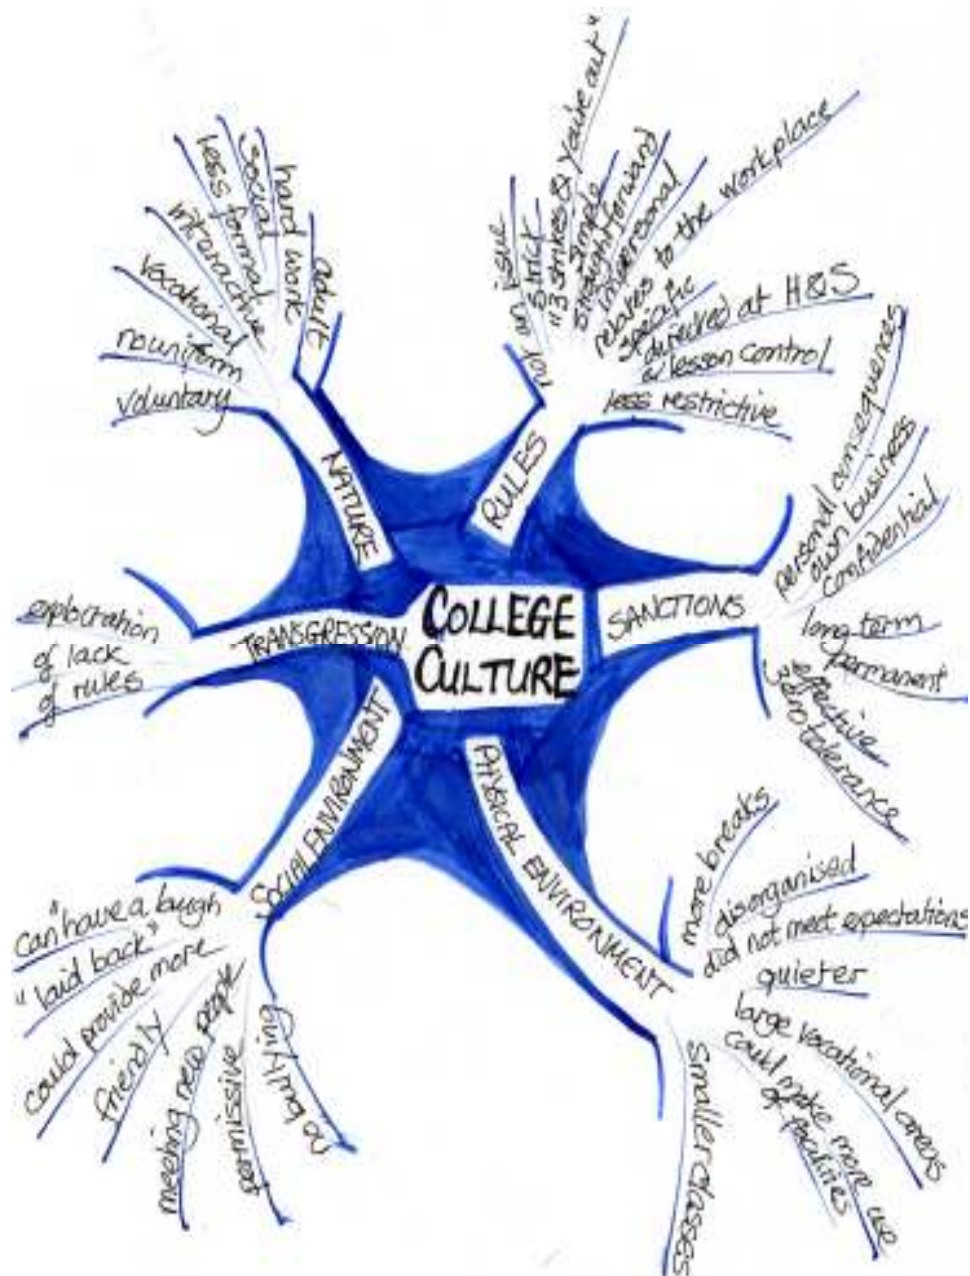 COLLEGE
CULTURE
NATURE
voluntary
no uniform
vocational
interactive
less formal
social
hard work
adult
RULES
not an issue
strict
"3 strikes & you're out"
simple
straightforward
impersonal
relates to the workplace
specific
directed at H&S
& lesson control
less restrictive
SANCTIONS
personal consequences
own business
confidential
long term
permanent
effective
zero tolerance
PHYSICAL ENVIRONMENT
more breaks
disorganised
did not meet expectations
quieter
large vocational areas
could make more use
of facilities
smaller classes
SOCIAL ENVIRONMENT
can "have a laugh
"laid back"
could provide more
friendly
meeting new people
permissive
no bullying
TRANSGRESSION
of lack
of rules